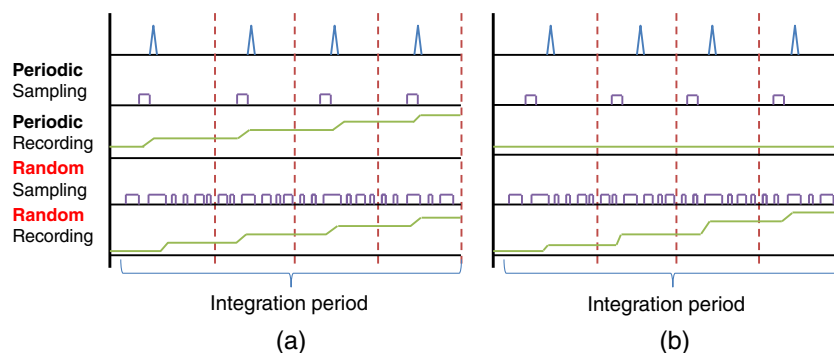 Periodic
Sampling
Periodic
Recording
Random
Sampling
Random
Recording
Integration period
Integration period
(a)
(b)